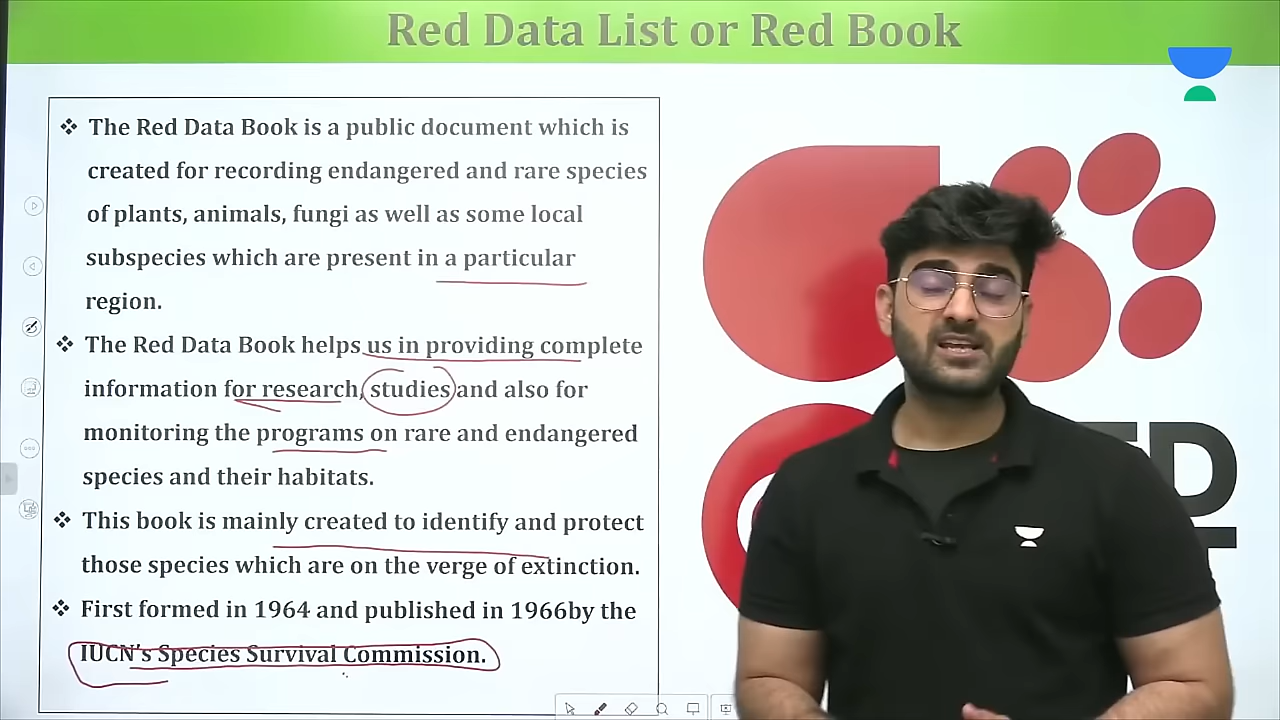 Red Data List or Red Book
❖ The Red Data Book is a public document which is
created for recording endangered and rare species
of plants, animals, fungi as well as some local
subspecies which are present in a particular
region.
❖ The Red Data Book helps us in providing complete
information for research, studies and also for
monitoring the programs on rare and endangered
species and their habitats.
❖ This book is mainly created to identify and protect
those species which are on the verge of extinction.
❖ First formed in 1964 and published in 1966by the
IUCN's Species Survival Commission.